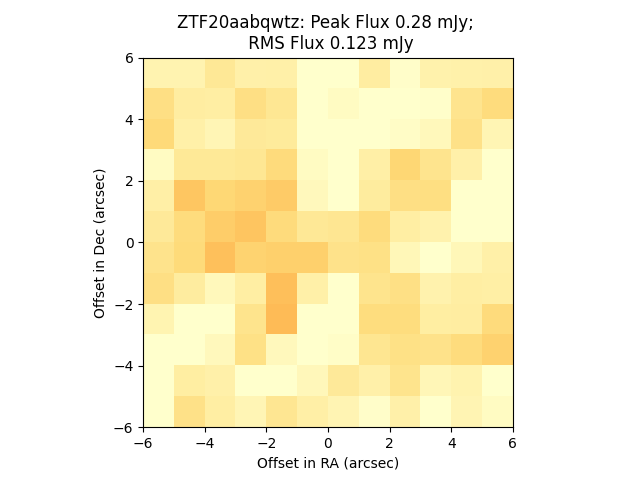 ZTF20aabqwtz: Peak Flux 0.28 mJy;
RMS Flux 0.123 mJy
6
4
2
0
−2
−4
−6
Offset in Dec (arcsec)
−6 −4 −2 0 2 4 6
Offset in RA (arcsec)